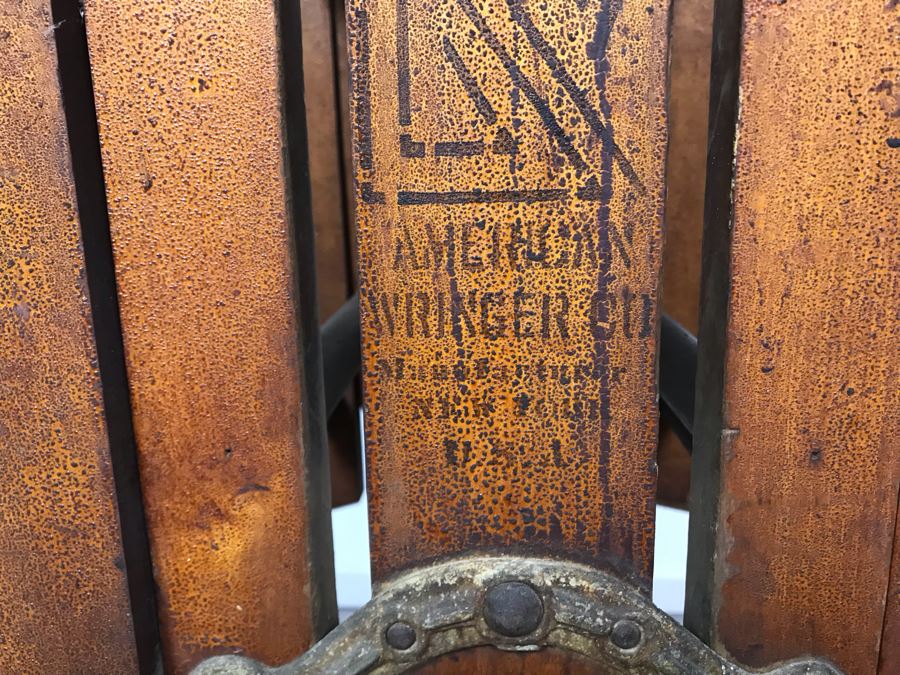 AMERICAN
WRINGER CO
Manufacturer
NEW YORK
U.S.A.